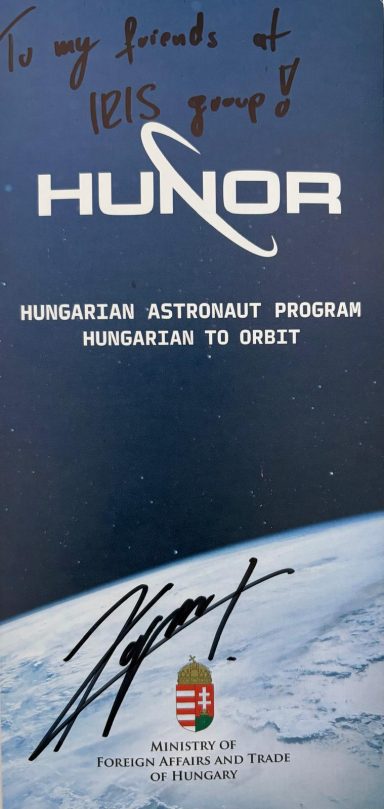 To my friends at
IRIS group!
HUNOR
HUNGARIAN ASTRONAUT PROGRAM
HUNGARIAN TO ORBIT
MINISTRY OF
FOREIGN AFFAIRS AND TRADE
OF HUNGARY